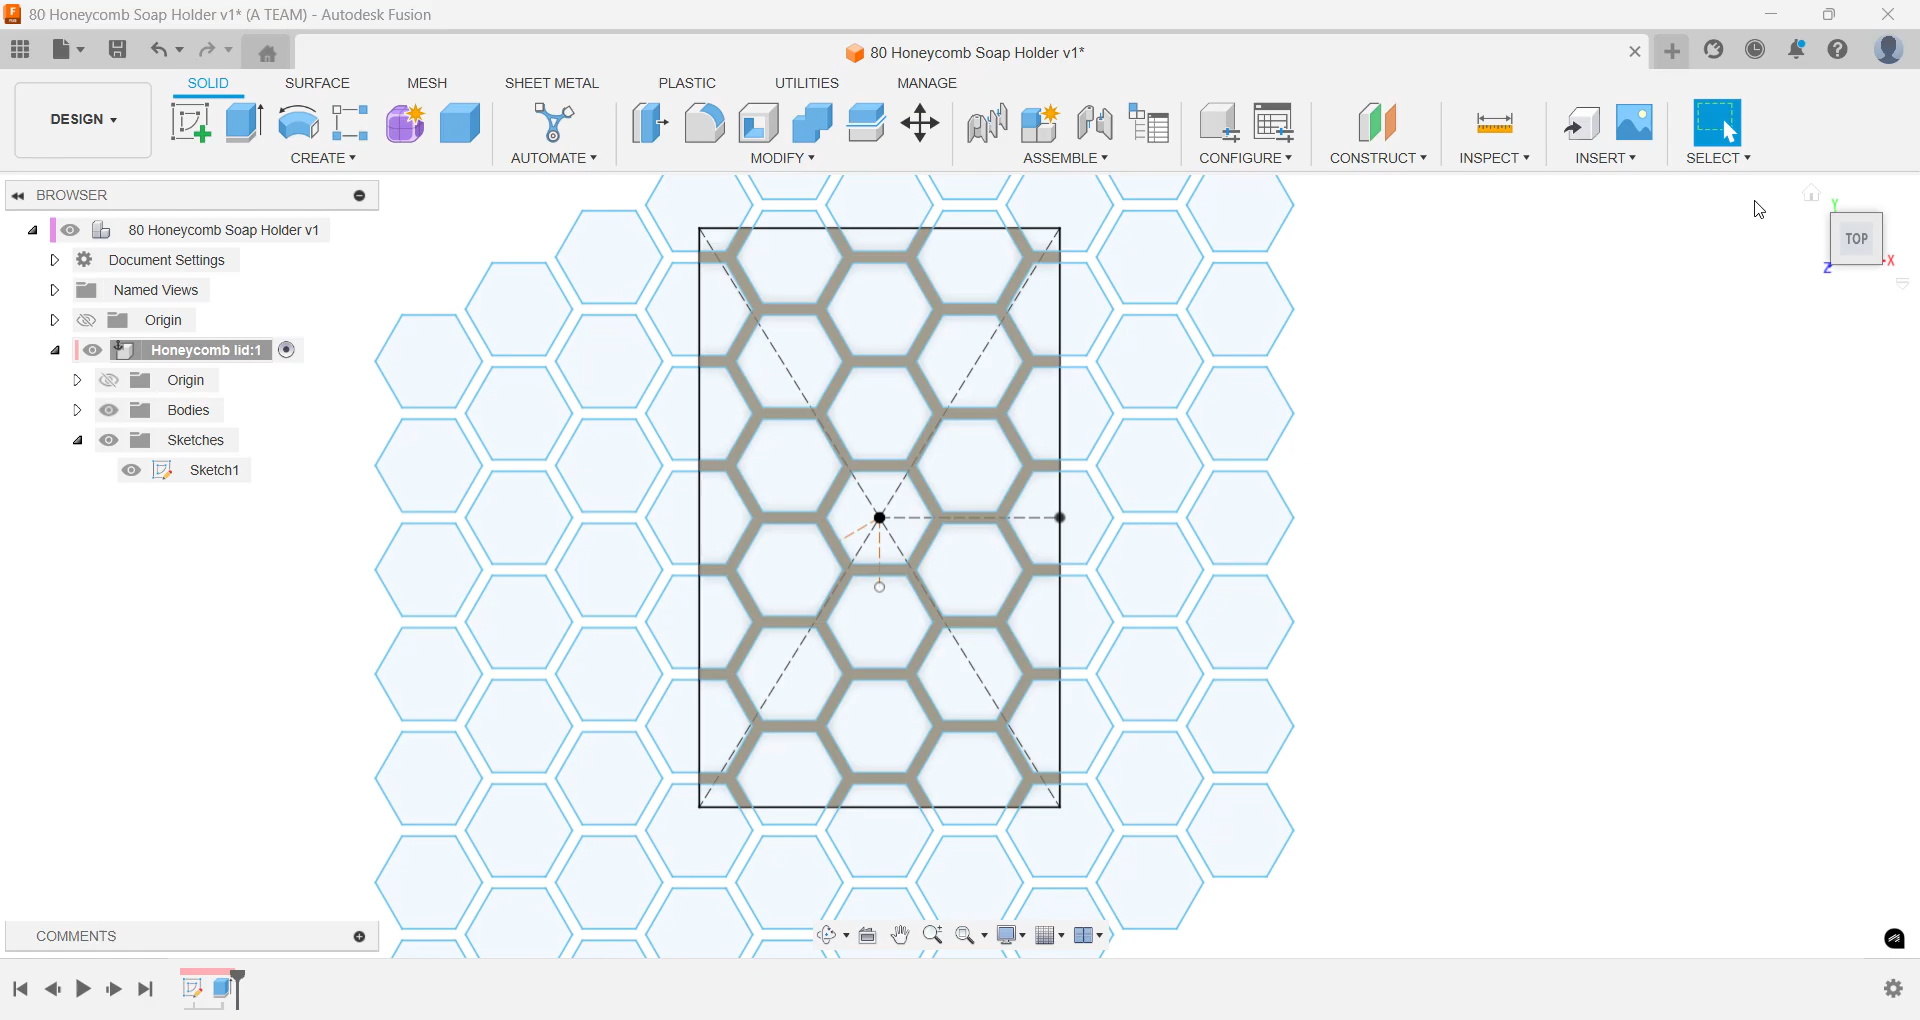 80 Honeycomb Soap Holder v1* (A TEAM) - Autodesk Fusion
80 Honeycomb Soap Holder v1*
SOLID SURFACE MESH SHEET METAL PLASTIC UTILITIES MANAGE
DESIGN
CREATE AUTOMATE MODIFY ASSEMBLE CONFIGURE CONSTRUCT INSPECT INSERT SELECT
BROWSER
80 Honeycomb Soap Holder v1
Document Settings
Named Views
Origin
Honeycomb lid:1
Origin
Bodies
Sketches
Sketch1
Y
TOP
X
Z
COMMENTS